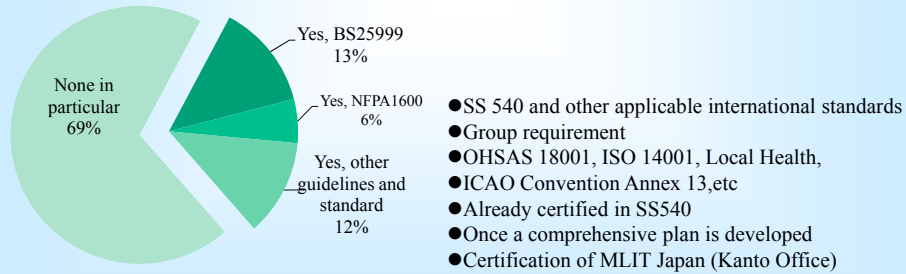 None in
particular
69%
Yes, BS25999
13%
Yes, NFPA1600
6%
Yes, other
guidelines and
standard
12%
●SS 540 and other applicable international standards
●Group requirement
●OHSAS 18001, ISO 14001, Local Health,
●ICAO Convention Annex 13,etc
●Already certified in SS540
●Once a comprehensive plan is developed
●Certification of MLIT Japan (Kanto Office)